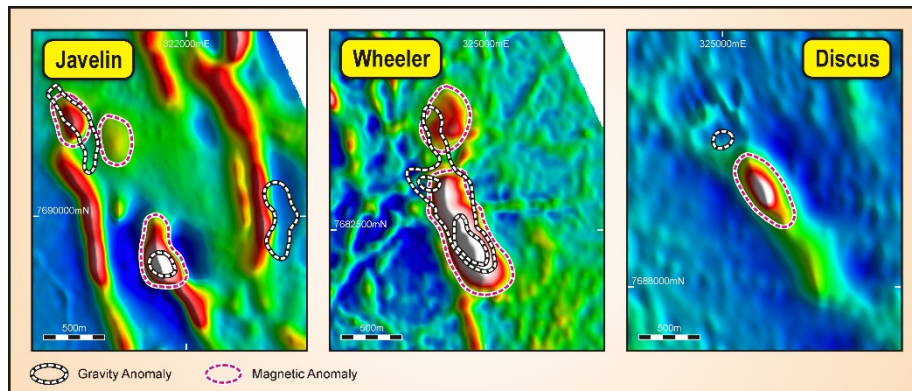 Javelin
322000mE
7690000mN
500m
Wheeler
325000mE
7682500mN
500m
Discus
325000mE
7688000mN
500m
Gravity Anomaly
Magnetic Anomaly